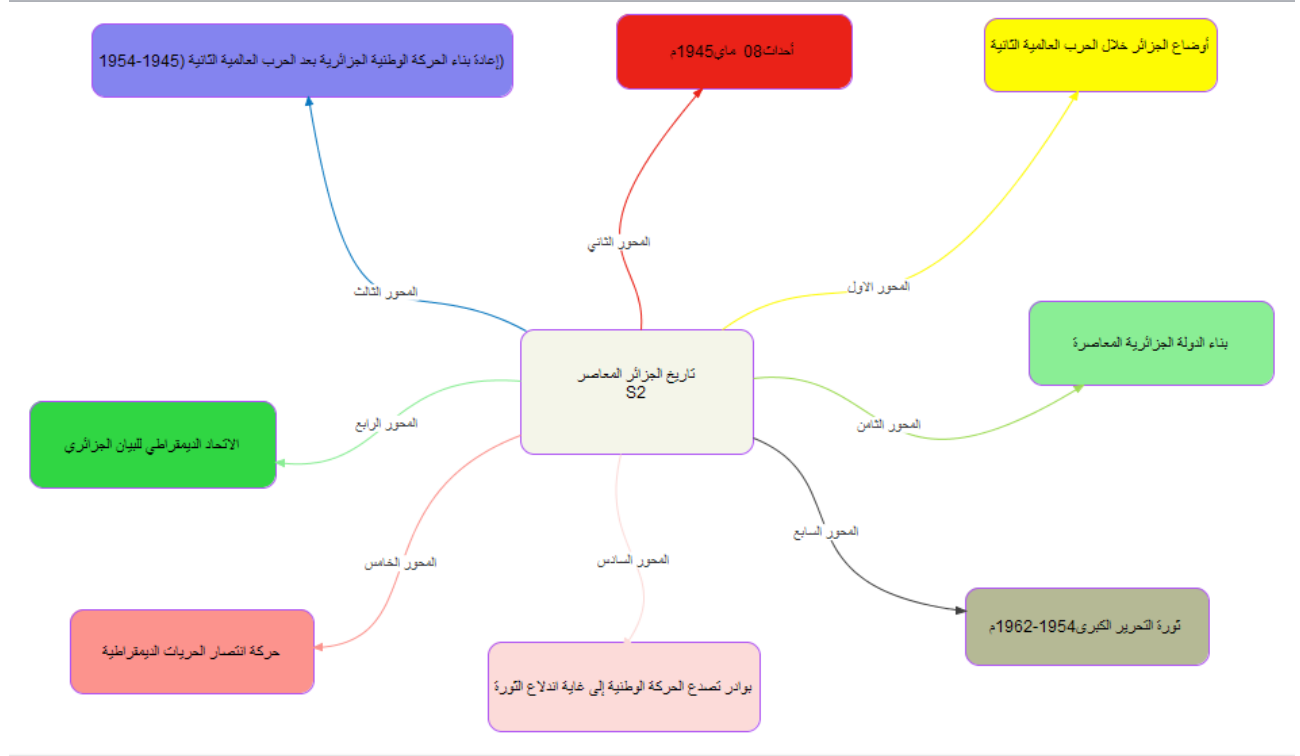 أوضاع الجزائر خلال الحرب العالمية الثانية
أحداث08 ماي1945م
(إعادة بناء الحركة الوطنية الجزائرية بعد الحرب العالمية الثانية (1945-1954
المحور الثاني
المحور الاول
المحور الثالث
بناء الدولة الجزائرية المعاصرة
تاريخ الجزائر المعاصر
S2
المحور الثامن
المحور الرابع
الاتحاد الديمقراطي للبيان الجزائري
المحور السابع
المحور السادس
المحور الخامس
ثورة التحرير الكبرى1954-1962م
حركة انتصار الحريات الديمقراطية
بوادر تصدع الحركة الوطنية إلى غاية اندلاع الثورة